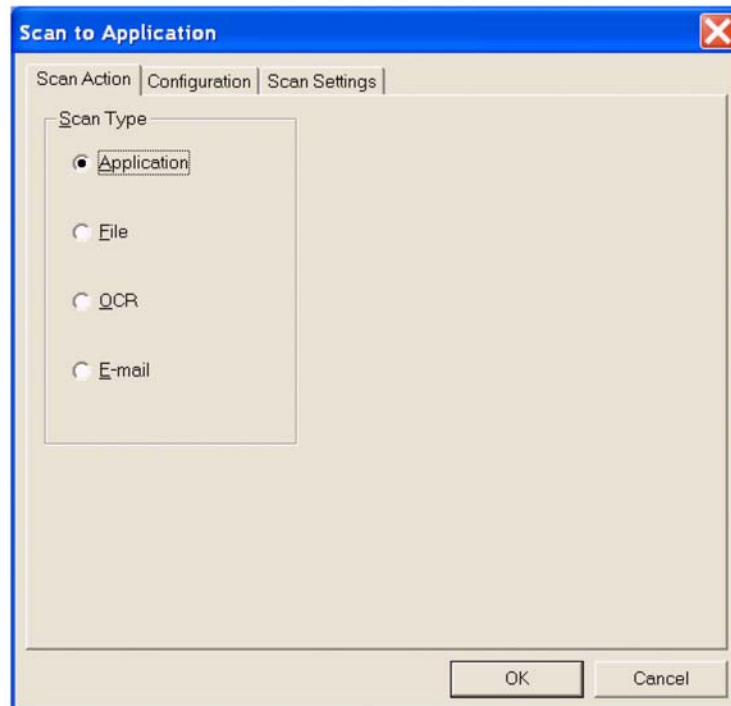 Scan to Application
Scan Action Configuration Scan Settings
Scan Type
Application
File
OCR
E-mail
OK Cancel